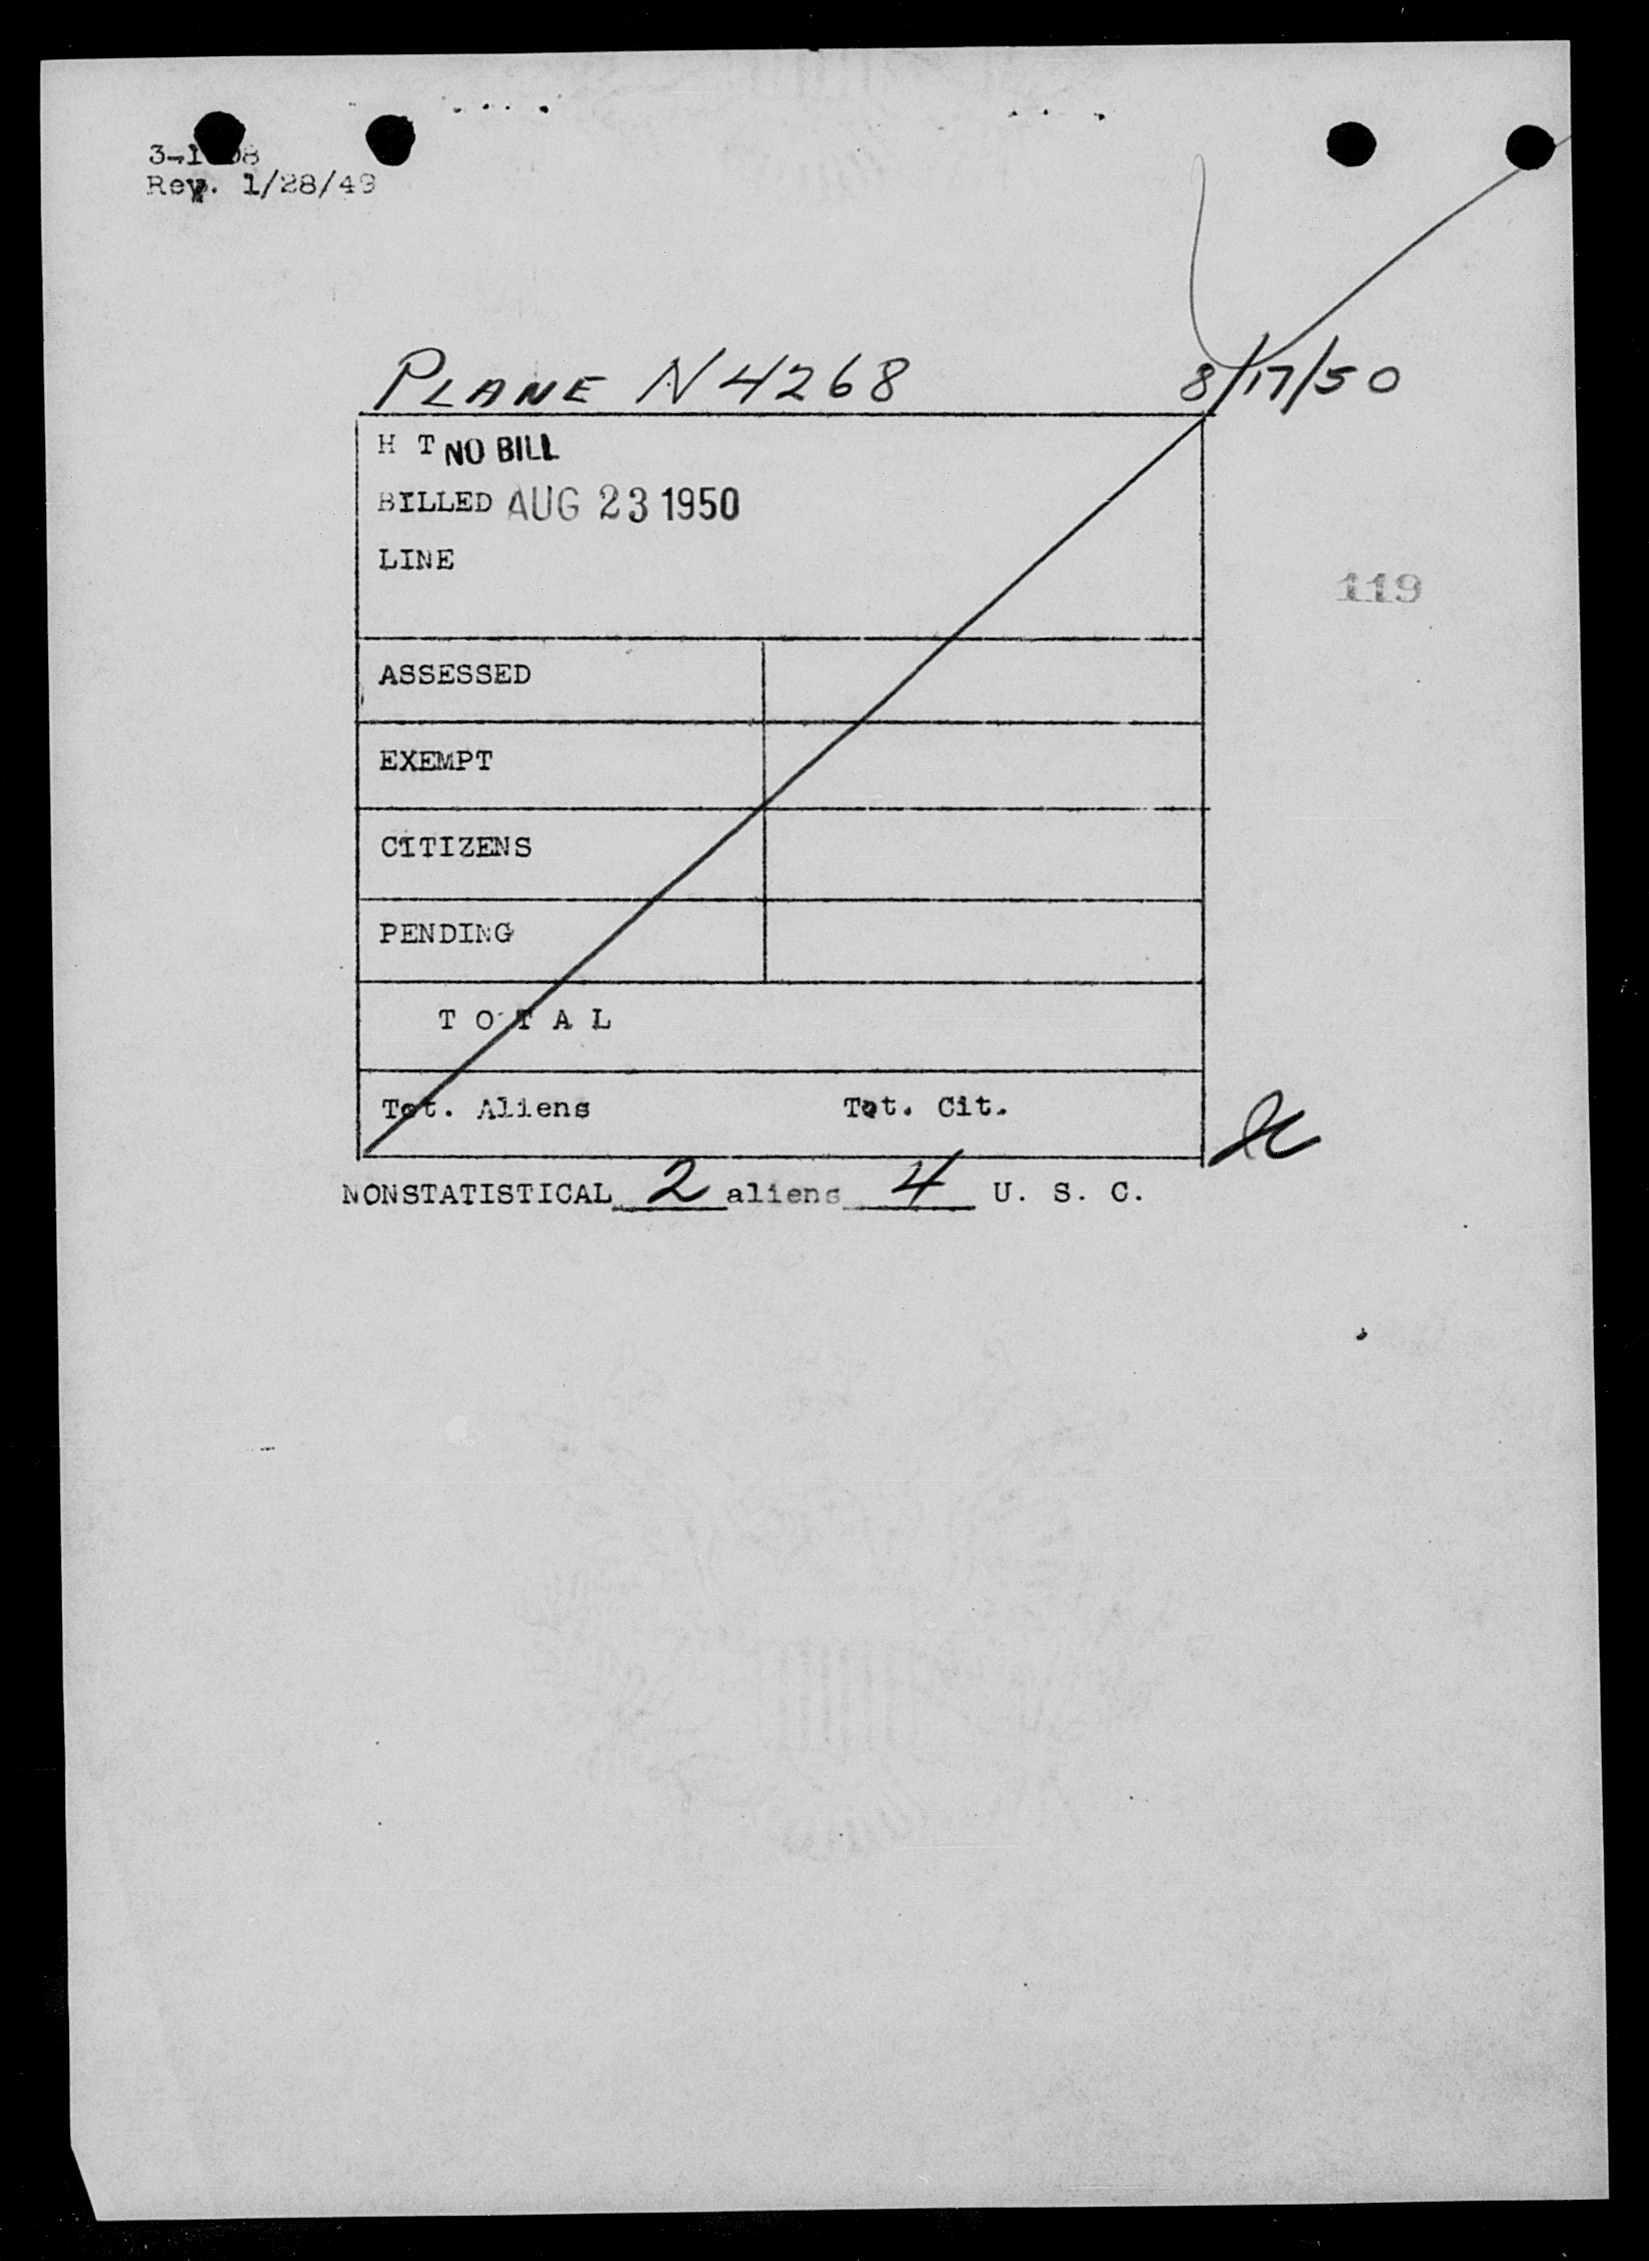 Rev. 1/28/49
PLANE N4268 8/17/50
H T NO BILL
BILLED AUG 23 1950
LINE
119
ASSESSED
EXEMPT
CITIZENS
PENDING
T O T A L
Tot. Aliens Tot. Cit.
NONSTATISTICAL 2 aliens 4 U. S. C.